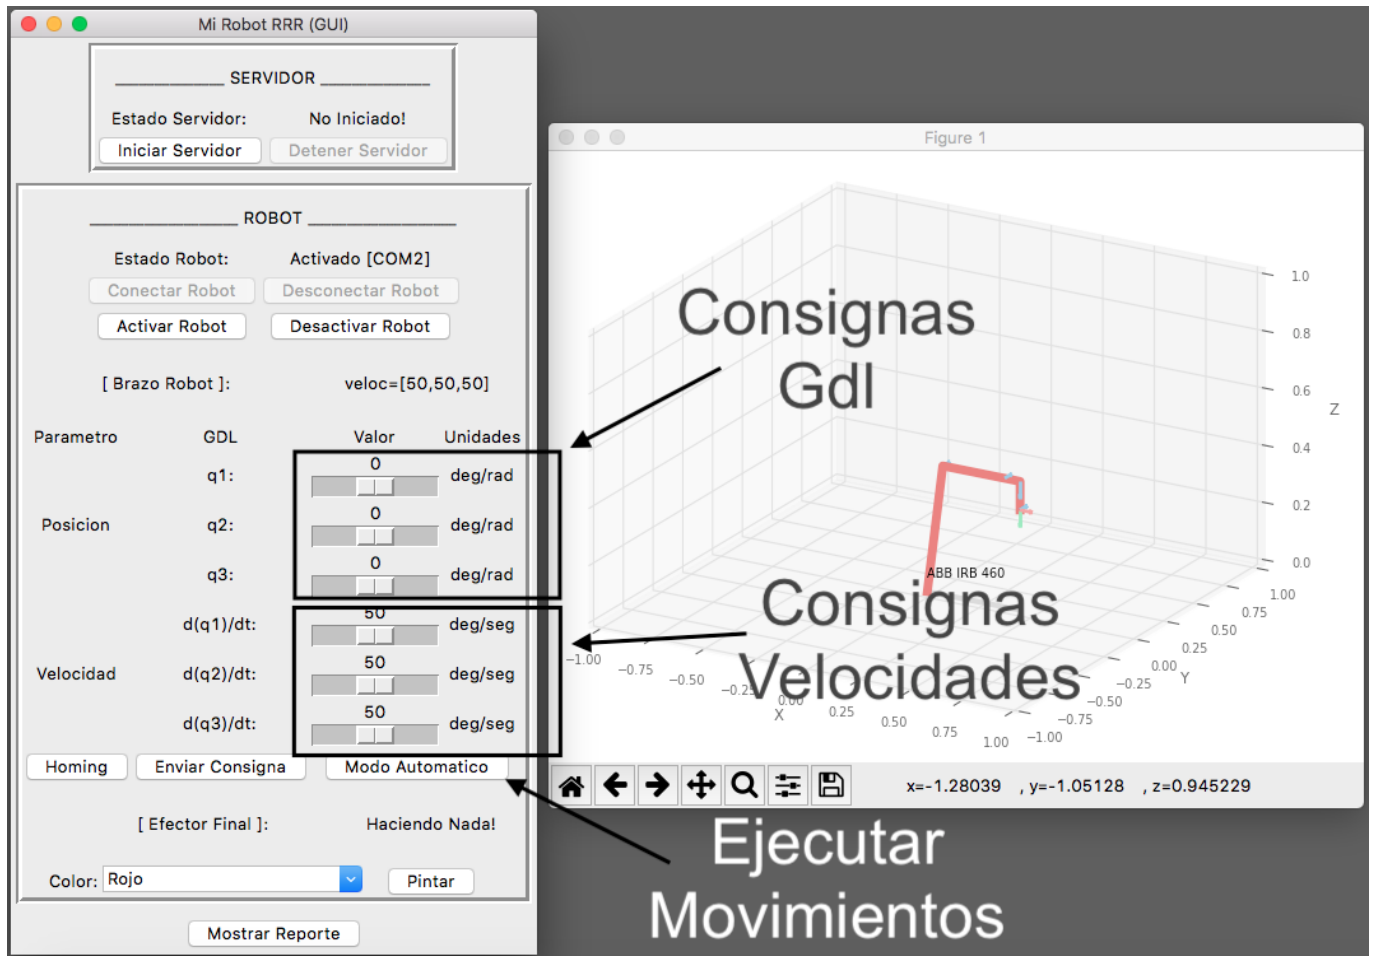 Mi Robot RRR (GUI)
SERVIDOR
Estado Servidor: No Iniciado!
Iniciar Servidor Detener Servidor
ROBOT
Estado Robot: Activado [COM2]
Conectar Robot Desconectar Robot
Activar Robot Desactivar Robot
[ Brazo Robot ]: veloc=[50,50,50]
Parametro GDL Valor Unidades
0
q1: deg/rad
0
Posicion q2: deg/rad
0
q3: deg/rad
50
d(q1)/dt: deg/seg
50
Velocidad d(q2)/dt: deg/seg
50
d(q3)/dt: deg/seg
Homing Enviar Consigna Modo Automatico
[ Efector Final ]: Haciendo Nada!
Color: Rojo Pintar
Mostrar Reporte
Figure 1
Consignas
Gdl
Consignas
Velocidades
Ejecutar
Movimientos
ABB IRB 460
1.0
0.8
0.6
Z
0.4
0.2
0.0
1.00
0.75
0.50
0.25
0.00
Y
−0.25
−0.50
−0.75
−1.00
−1.00
−0.75
−0.50
−0.25
0.00
X
0.25
0.50
0.75
1.00
x=-1.28039 , y=-1.05128 , z=0.945229